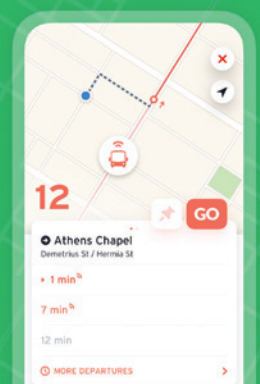 12
GO
Athens Chapel
Demetrius St / Hermia St
1 min
7 min
12 min
MORE DEPARTURES